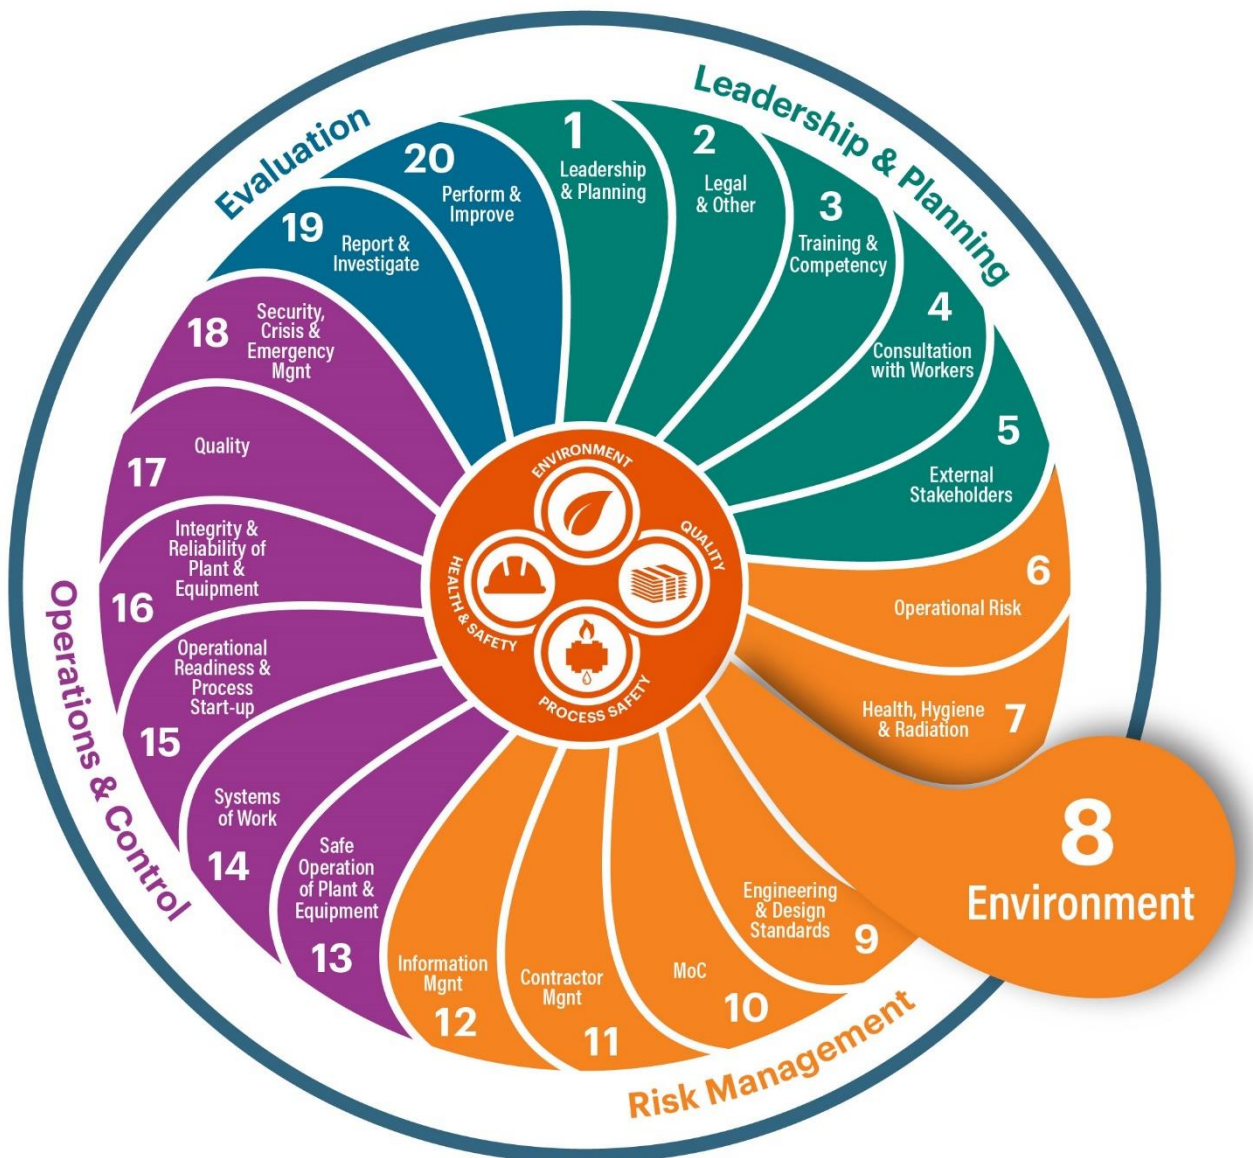 Leadership & Planning
1
Leadership
& Planning
2
Legal
& Other
3
Training &
Competency
4
Consultation
with Workers
5
External
Stakeholders
Risk Management
6
Operational Risk
7
Health, Hygiene
& Radiation
8
Environment
9
Engineering
& Design
Standards
10
MoC
11
Contractor
Mgnt
12
Information
Mgnt
Operations & Control
13
Safe
Operation
of Plant &
Equipment
14
Systems
of Work
15
Operational
Readiness &
Process
Start-up
16
Integrity &
Reliability of
Plant &
Equipment
17
Quality
18
Security,
Crisis &
Emergency
Mgnt
Evaluation
19
Report &
Investigate
20
Perform &
Improve
ENVIRONMENT
QUALITY
PROCESS SAFETY
HEALTH & SAFETY